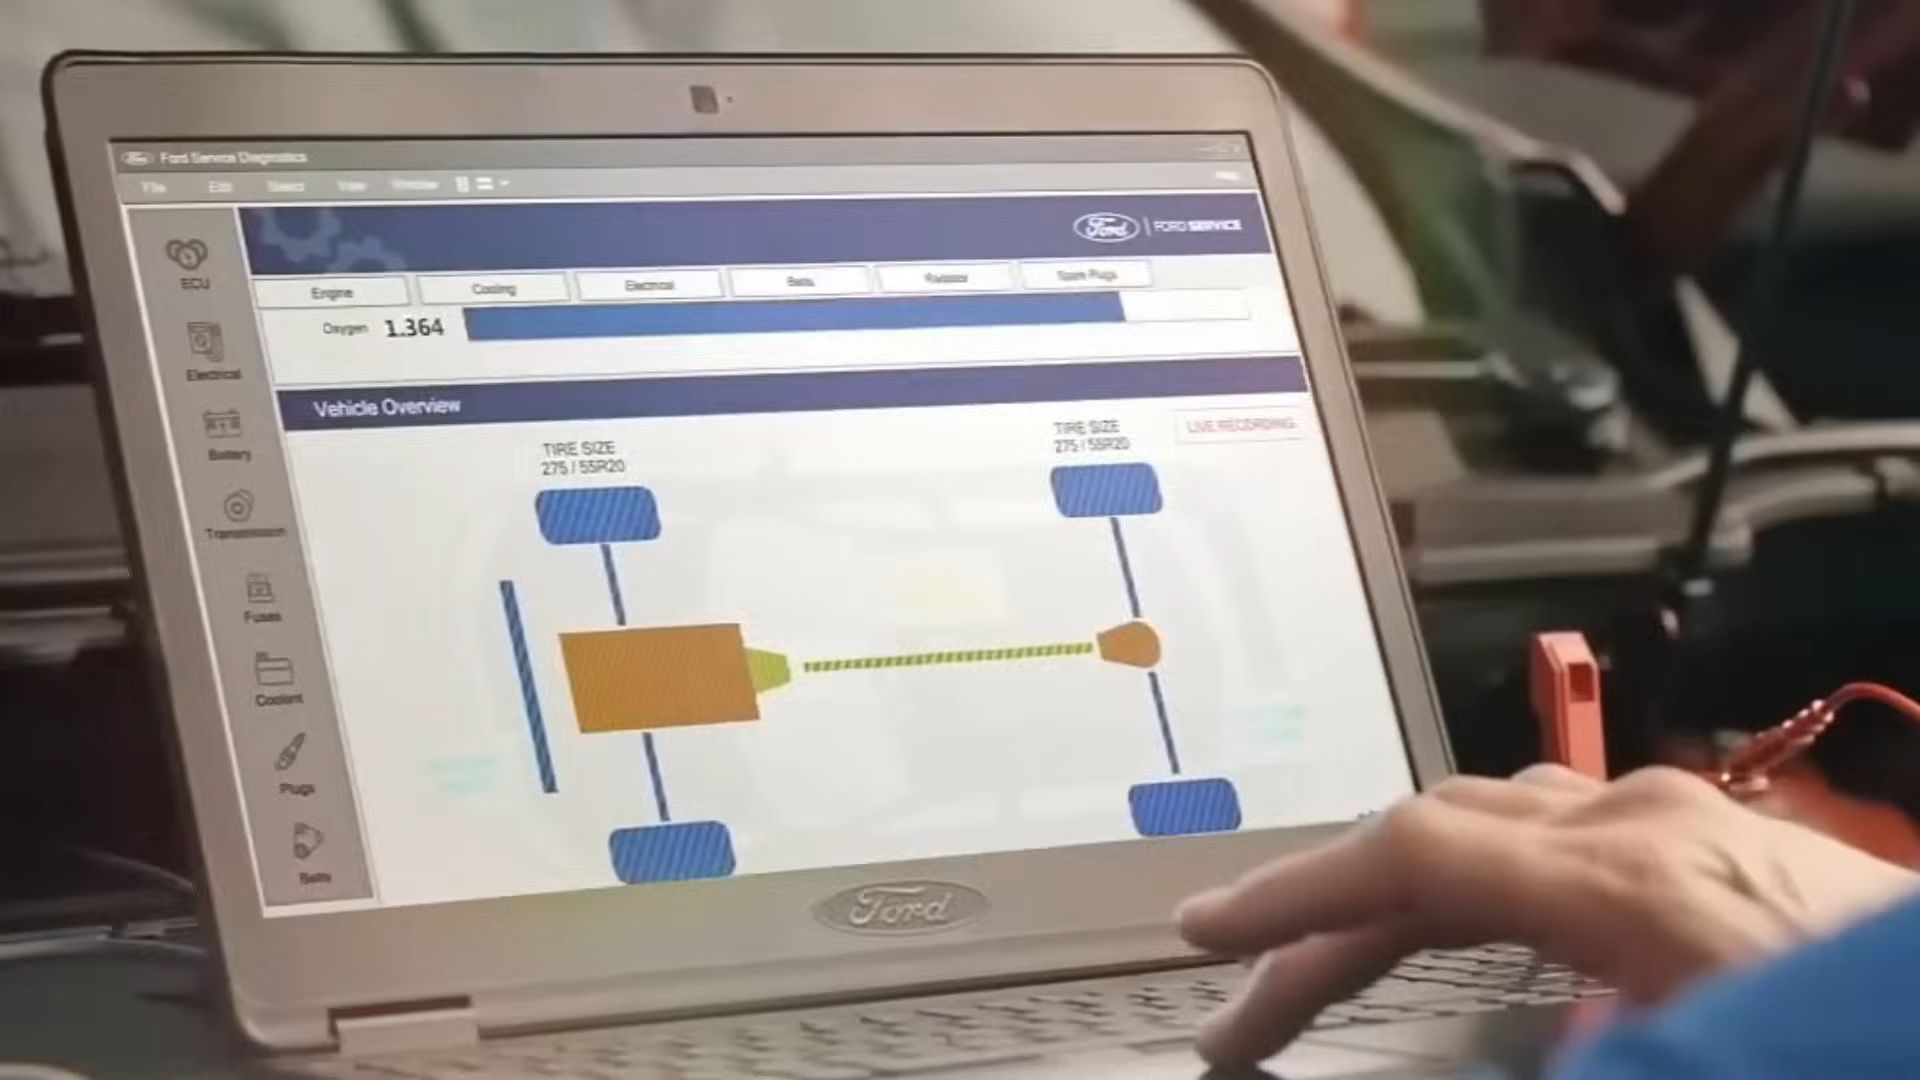 Ford Service Diagnostics
File Edit Select View Window
Help
Ford FORD SERVICE
Engine Cooling Electrical Belts Radiator Spark Plugs
Oxygen 1.364
Vehicle Overview
LIVE RECORDING
TIRE SIZE
275 / 55R20
TIRE SIZE
275 / 55R20
ECU
Electrical
Battery
Transmission
Fuses
Coolant
Plugs
Belts
Ford